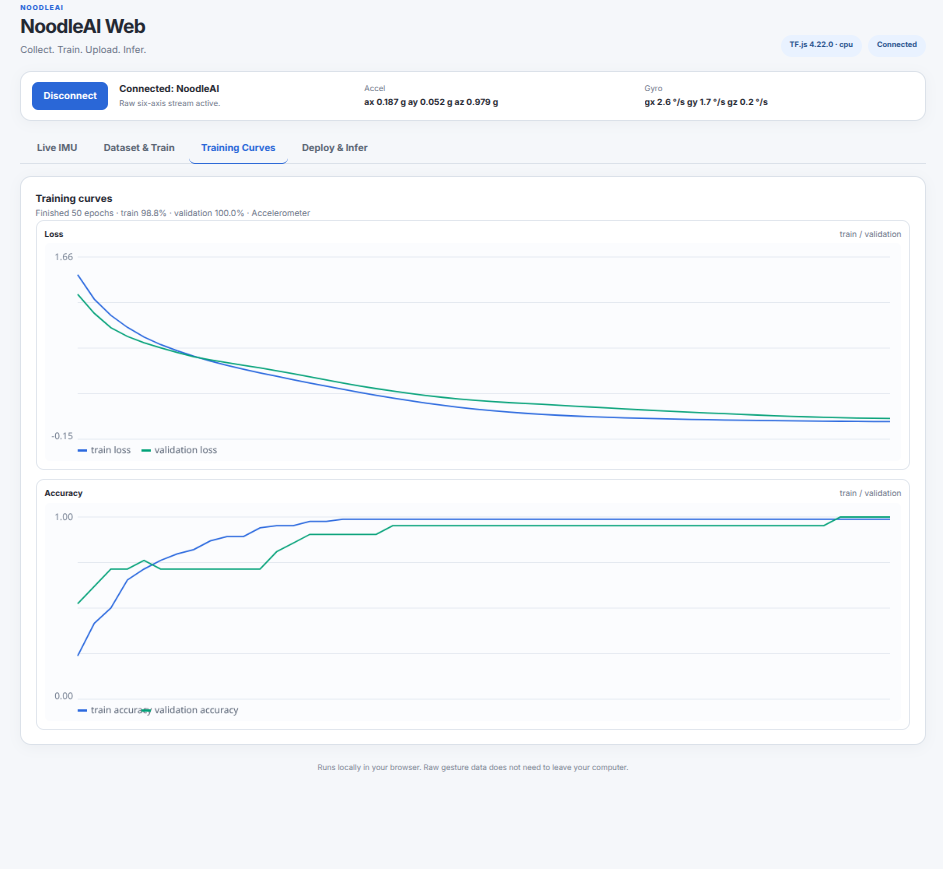 NOODLEAI
NoodleAI Web
Collect. Train. Upload. Infer.
TF.js 4.22.0 · cpu
Connected
Disconnect
Connected: NoodleAI
Raw six-axis stream active.
Accel
ax 0.187 g ay 0.052 g az 0.979 g
Gyro
gx 2.6 °/s gy 1.7 °/s gz 0.2 °/s
Live IMU
Dataset & Train
Training Curves
Deploy & Infer
Training curves
Finished 50 epochs · train 98.8% · validation 100.0% · Accelerometer
Loss
train / validation
1.66
-0.15
train loss
validation loss
Accuracy
train / validation
1.00
0.00
train accuracy
validation accuracy
Runs locally in your browser. Raw gesture data does not need to leave your computer.